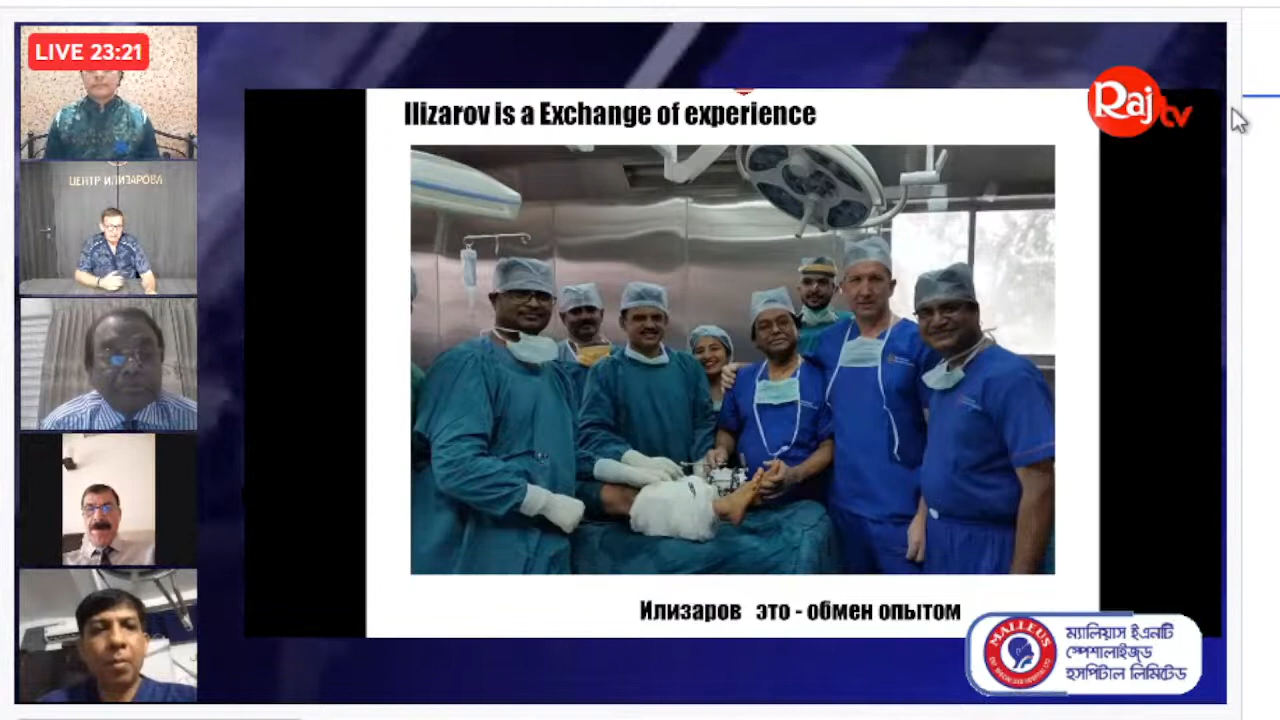 LIVE 23:21
ЦЕНТР ИЛИЗАРОВА
Ilizarov is a Exchange of experience
Raj tv
Илизаров это - обмен опытом
MALLEUS
ম্যালিয়াস ইএনটি
স্পেশালাইজ্‌ড
হসপিটাল লিমিটেড